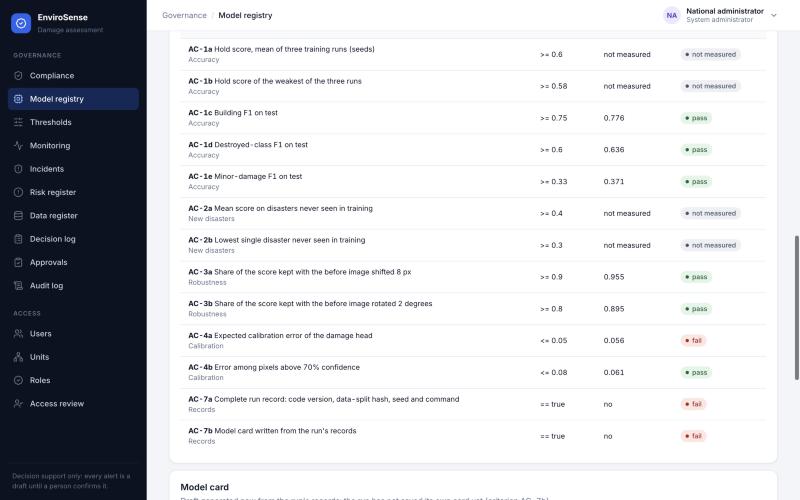 EnviroSense
Damage assessment
GOVERNANCE
Compliance
Model registry
Thresholds
Monitoring
Incidents
Risk register
Data register
Decision log
Approvals
Audit log
ACCESS
Users
Units
Roles
Access review
Decision support only: every alert is a
draft until a person confirms it.
Governance / Model registry
NA
National administrator
System administrator
AC-1a Hold score, mean of three training runs (seeds)
Accuracy
>= 0.6
not measured
not measured
AC-1b Hold score of the weakest of the three runs
Accuracy
>= 0.58
not measured
not measured
AC-1c Building F1 on test
Accuracy
>= 0.75
0.776
pass
AC-1d Destroyed-class F1 on test
Accuracy
>= 0.6
0.636
pass
AC-1e Minor-damage F1 on test
Accuracy
>= 0.33
0.371
pass
AC-2a Mean score on disasters never seen in training
New disasters
>= 0.4
not measured
not measured
AC-2b Lowest single disaster never seen in training
New disasters
>= 0.3
not measured
not measured
AC-3a Share of the score kept with the before image shifted 8 px
Robustness
>= 0.9
0.955
pass
AC-3b Share of the score kept with the before image rotated 2 degrees
Robustness
>= 0.8
0.895
pass
AC-4a Expected calibration error of the damage head
Calibration
<= 0.05
0.056
fail
AC-4b Error among pixels above 70% confidence
Calibration
<= 0.08
0.061
pass
AC-7a Complete run record: code version, data-split hash, seed and command
Records
== true
no
fail
AC-7b Model card written from the run's records
Records
== true
no
fail
Model card